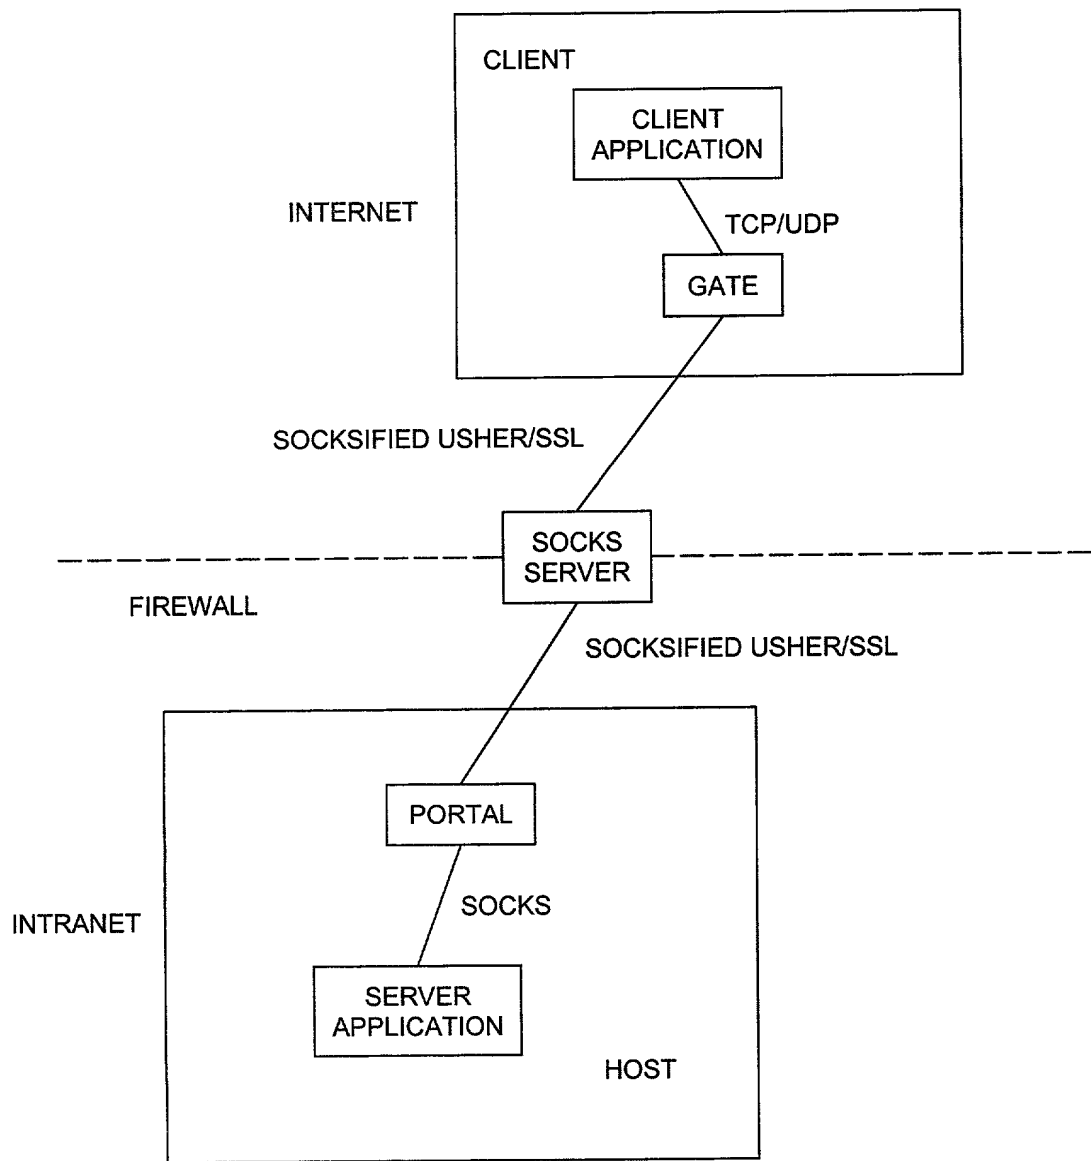 CLIENT
CLIENT
APPLICATION
INTERNET
TCP/UDP
GATE
SOCKSIFIED USHER/SSL
SOCKS
SERVER
FIREWALL
SOCKSIFIED USHER/SSL
PORTAL
SOCKS
INTRANET
SERVER
APPLICATION
HOST